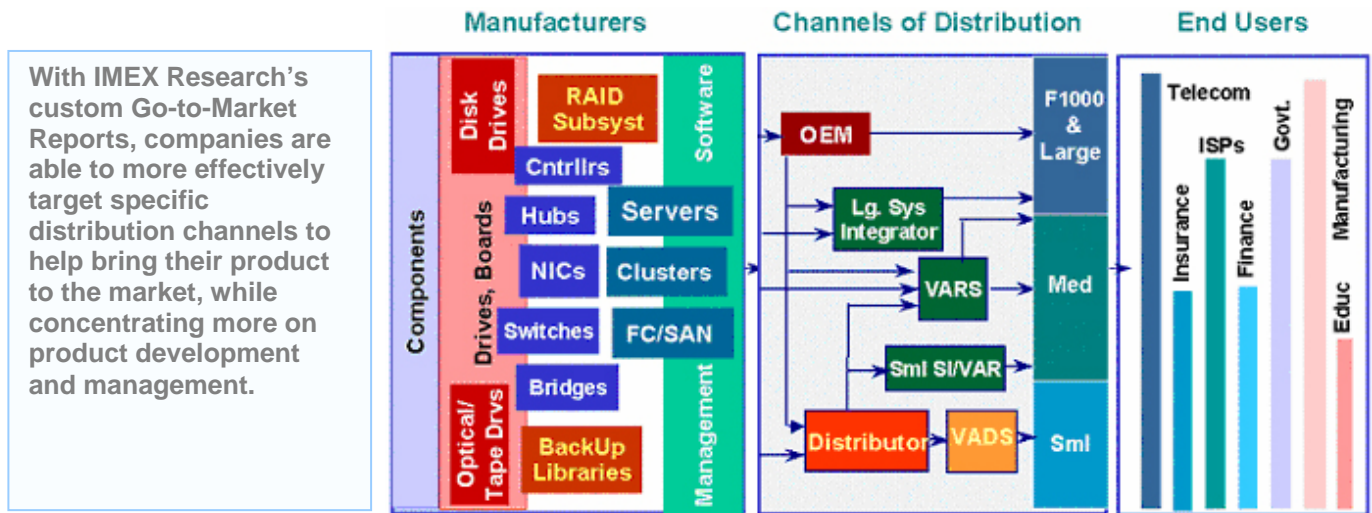 Manufacturers
Channels of Distribution
End Users
With IMEX Research's
custom Go-to-Market
Reports, companies are
able to more effectively
target specific
distribution channels to
help bring their product
to the market, while
concentrating more on
product development
and management.
Components
Disk
Drives
Drives, Boards
Optical/
Tape Drvs
RAID
Subsyst
Cntrllrs
Hubs
NICs
Switches
Bridges
BackUp
Libraries
Servers
Clusters
FC/SAN
Software
Management
OEM
Lg. Sys
Integrator
VARS
Sml SI/VAR
Distributor
VADS
F1000
&
Large
Med
Sml
Telecom
Insurance
ISPs
Finance
Govt.
Manufacturing
Educ